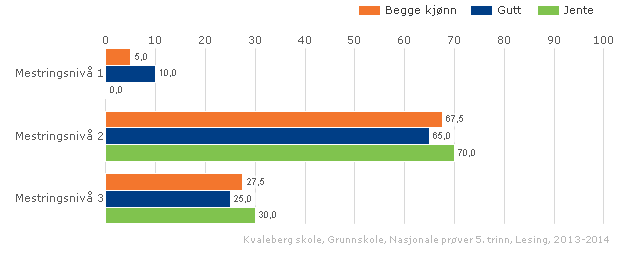 Begge kjønn Gutt Jente
0 10 20 30 40 50 60 70 80 90 100
Mestringsnivå 1 5,0
10,0
0,0
Mestringsnivå 2 67,5
65,0
70,0
Mestringsnivå 3 27,5
25,0
30,0
Kvaleberg skole, Grunnskole, Nasjonale prøver 5. trinn, Lesing, 2013-2014